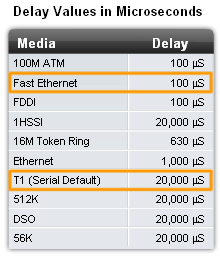 Delay Values in Microseconds
Media Delay
100M ATM 100 µS
Fast Ethernet 100 µS
FDDI 100 µS
1HSSI 20,000 µS
16M Token Ring 630 µS
Ethernet 1,000 µS
T1 (Serial Default) 20,000 µS
512K 20,000 µS
DSO 20,000 µS
56K 20,000 µS